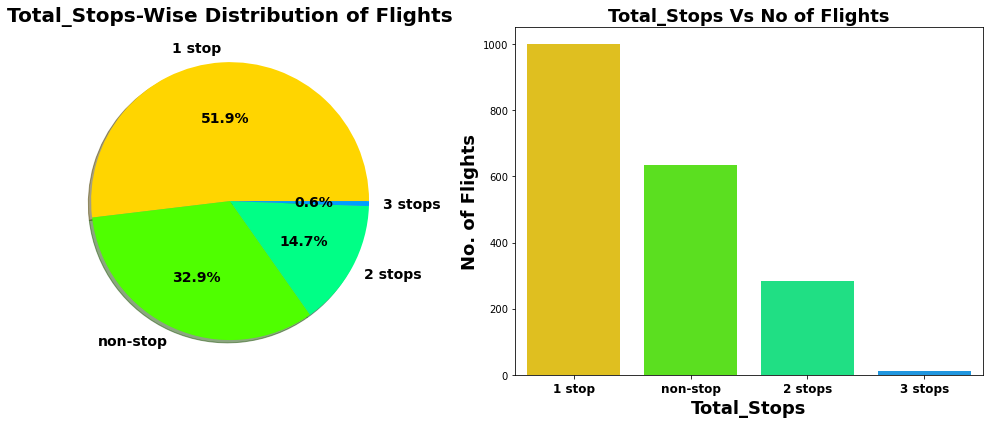 Total_Stops-Wise Distribution of Flights
1 stop
51.9%
0.6%
3 stops
14.7%
2 stops
32.9%
non-stop
Total_Stops Vs No of Flights
No. of Flights
1000
800
600
400
200
0
1 stop non-stop 2 stops 3 stops
Total_Stops